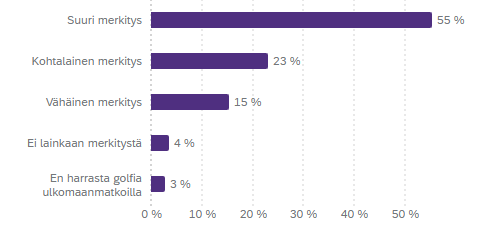 Suuri merkitys 55 %
Kohtalainen merkitys 23 %
Vähäinen merkitys 15 %
Ei lainkaan merkitystä 4 %
En harrasta golfia
ulkomaanmatkoilla 3 %
0 % 10 % 20 % 30 % 40 % 50 %